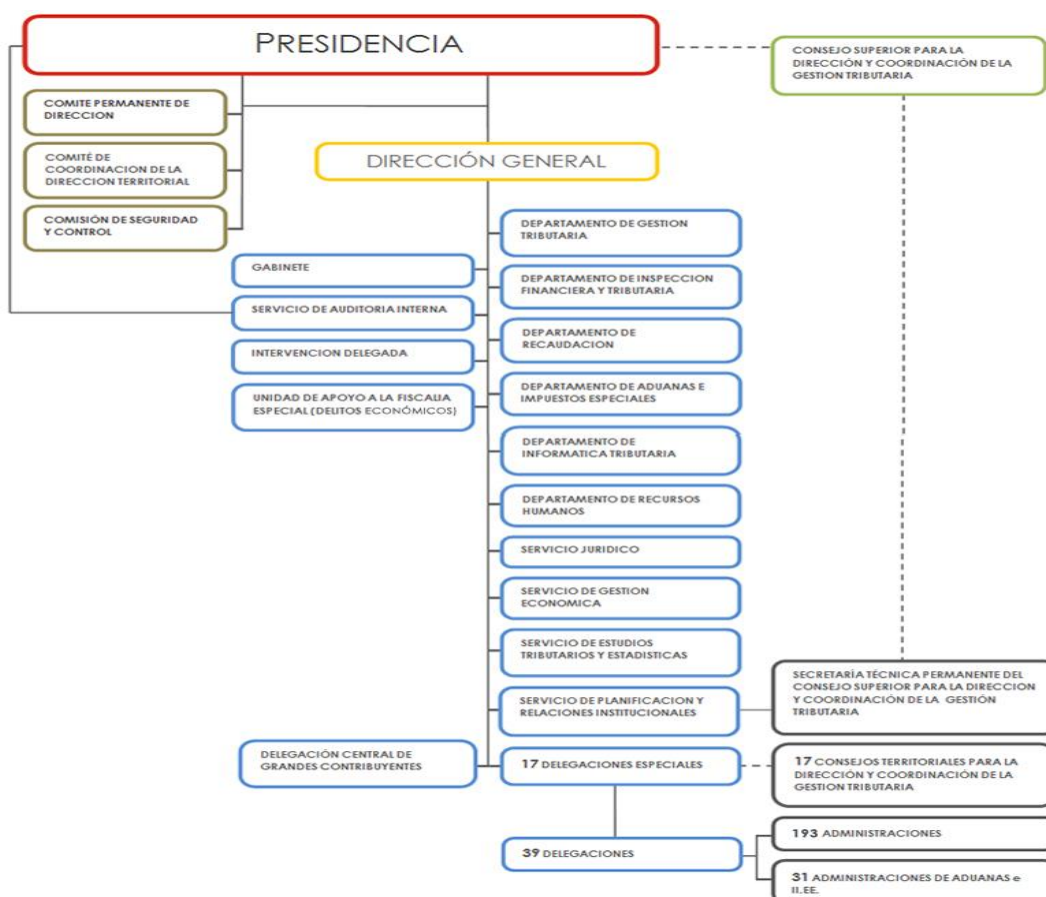 PRESIDENCIA
CONSEJO SUPERIOR PARA LA
DIRECCIÓN Y COORDINACIÓN DE LA
GESTION TRIBUTARIA
COMITE PERMANENTE DE
DIRECCION
COMITÉ DE
COORDINACION DE LA
DIRECCION TERRITORIAL
COMISIÓN DE SEGURIDAD
Y CONTROL
DIRECCIÓN GENERAL
GABINETE
SERVICIO DE AUDITORIA INTERNA
INTERVENCION DELEGADA
UNIDAD DE APOYO A LA FISCALIA
ESPECIAL (DELITOS ECONÓMICOS)
DEPARTAMENTO DE GESTION
TRIBUTARIA
DEPARTAMENTO DE INSPECCION
FINANCIERA Y TRIBUTARIA
DEPARTAMENTO DE
RECAUDACION
DEPARTAMENTO DE ADUANAS E
IMPUESTOS ESPECIALES
DEPARTAMENTO DE
INFORMATICA TRIBUTARIA
DEPARTAMENTO DE RECURSOS
HUMANOS
SERVICIO JURIDICO
SERVICIO DE GESTION
ECONOMICA
SERVICIO DE ESTUDIOS
TRIBUTARIOS Y ESTADISTICAS
SERVICIO DE PLANIFICACION Y
RELACIONES INSTITUCIONALES
SECRETARÍA TÉCNICA PERMANENTE DEL
CONSEJO SUPERIOR PARA LA DIRECCION
Y COORDINACIÓN DE LA GESTIÓN
TRIBUTARIA
DELEGACIÓN CENTRAL DE
GRANDES CONTRIBUYENTES
17 DELEGACIONES ESPECIALES
17 CONSEJOS TERRITORIALES PARA LA
DIRECCIÓN Y COORDINACIÓN DE LA
GESTION TRIBUTARIA
39 DELEGACIONES
193 ADMINISTRACIONES
31 ADMINISTRACIONES DE ADUANAS e
II.EE.